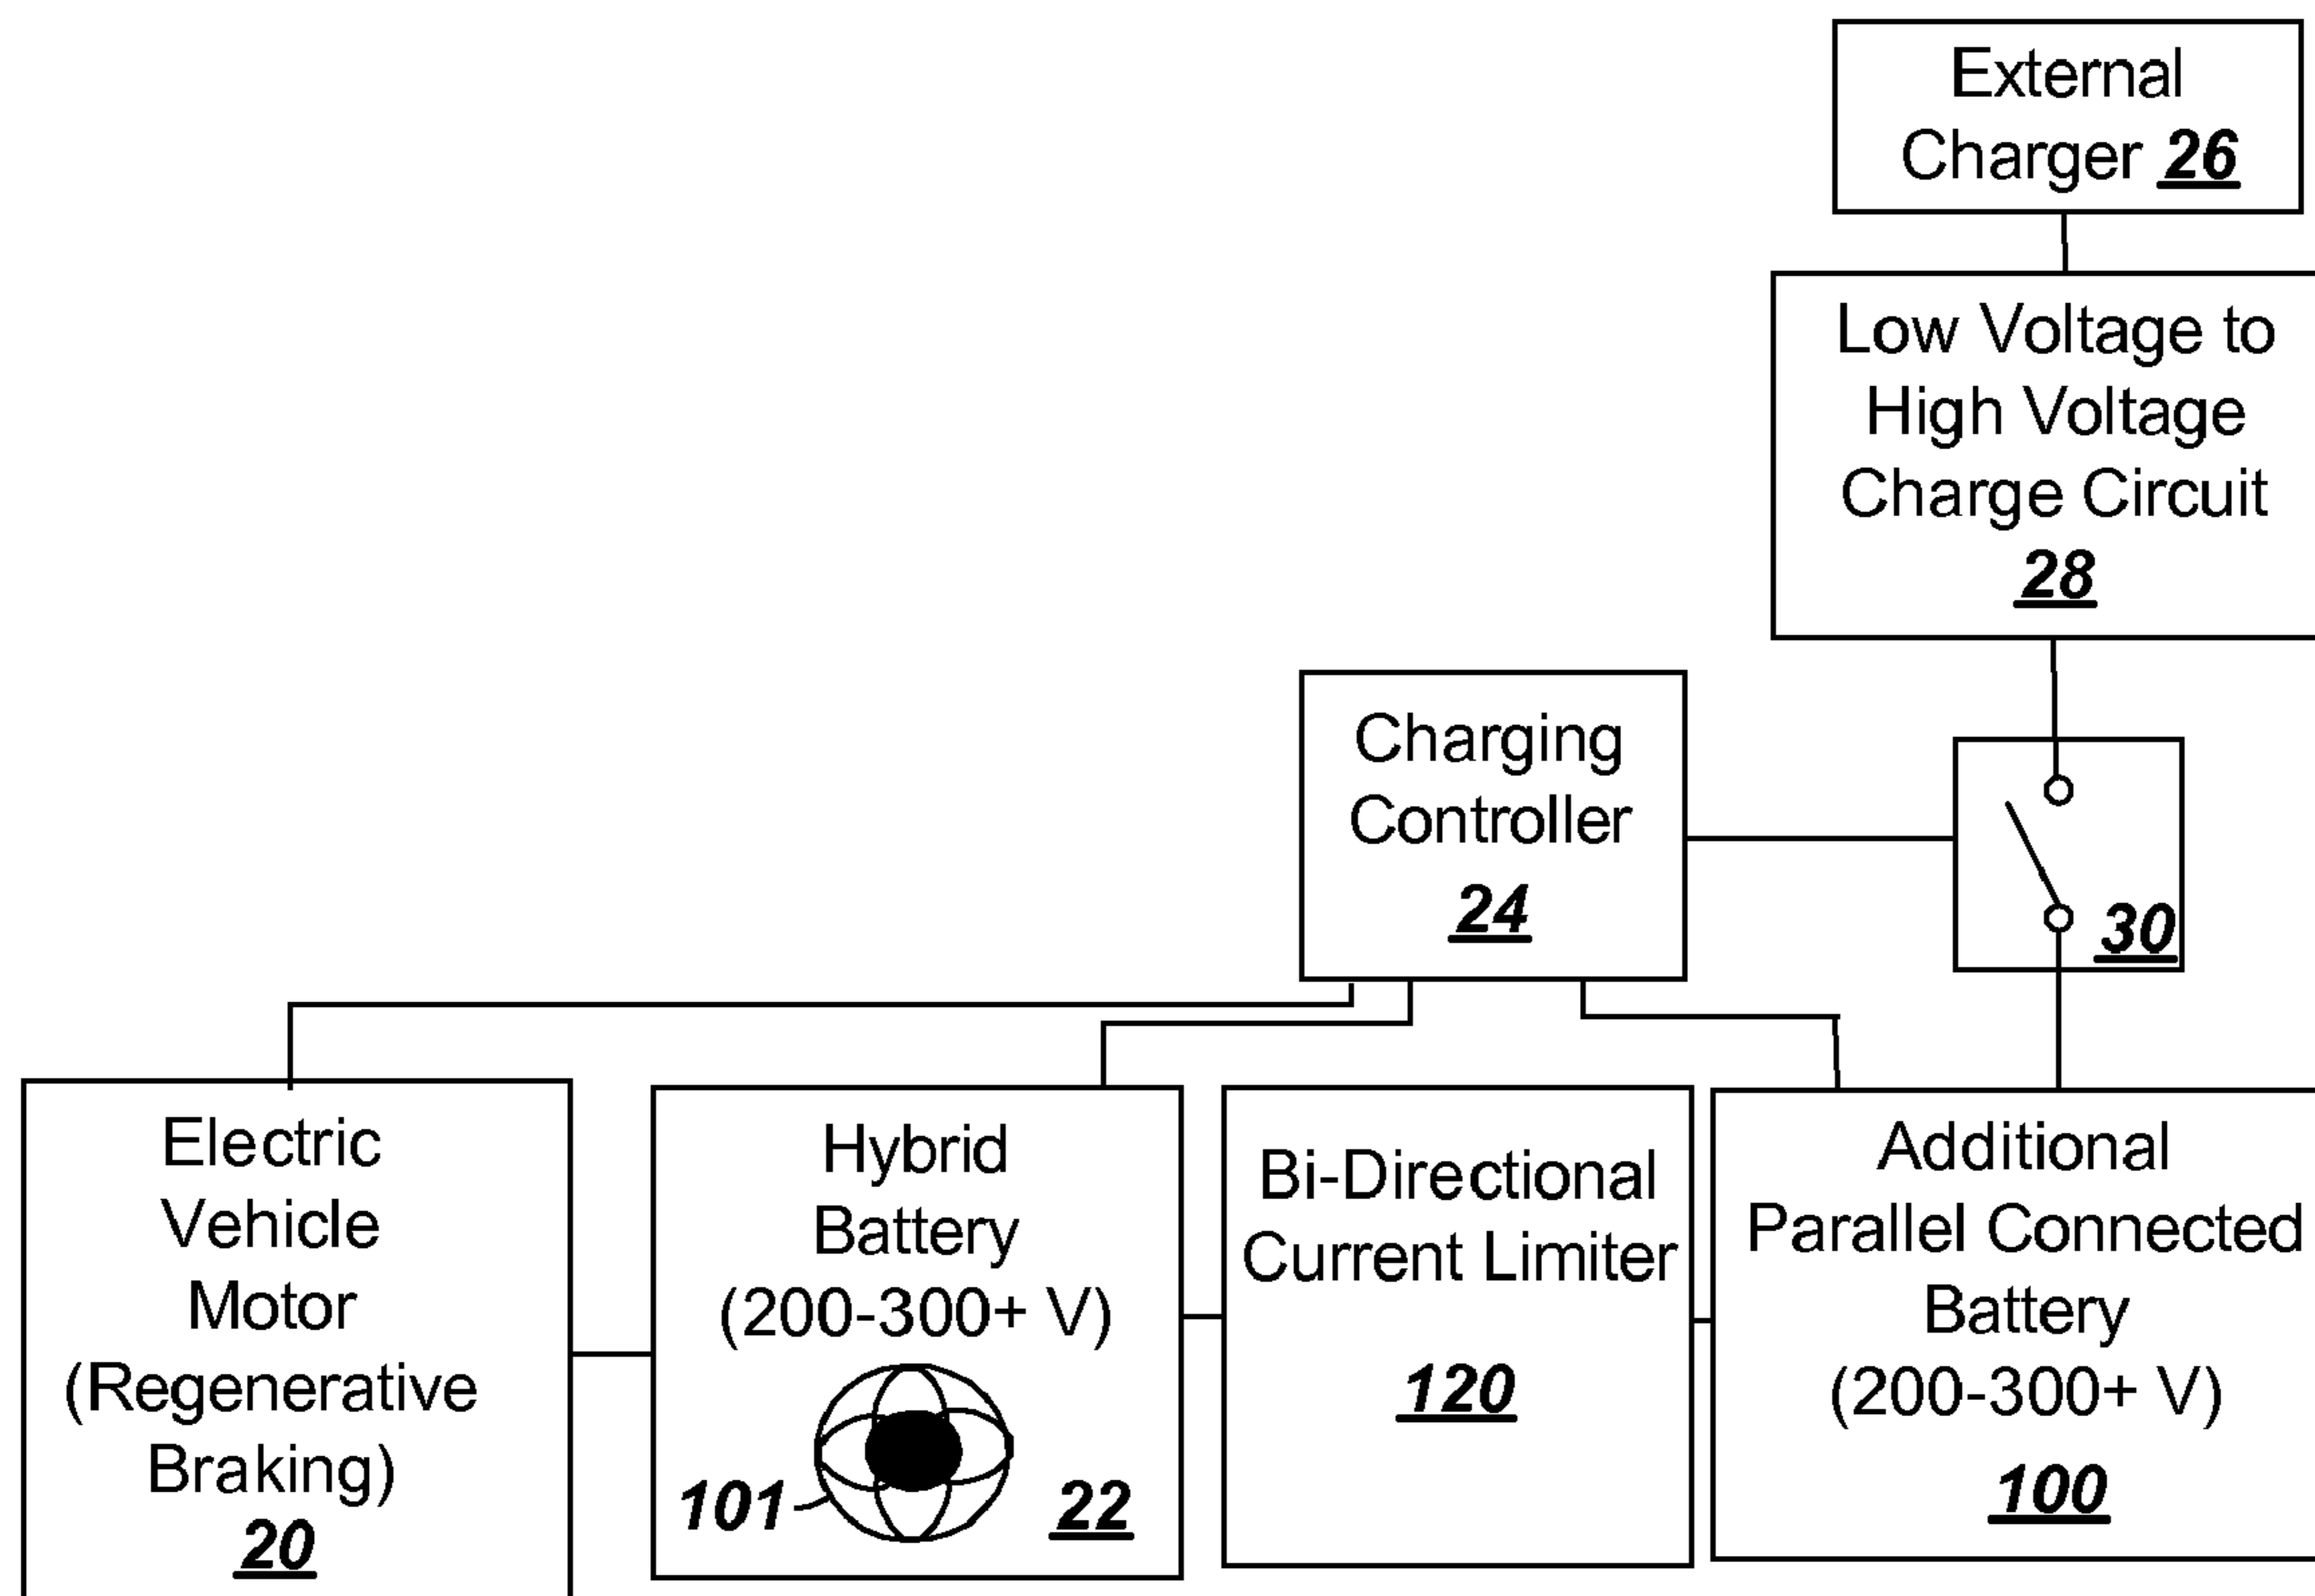 External
Charger 26
Low Voltage to
High Voltage
Charge Circuit
28
Charging
Controller
24
30
Electric
Vehicle
Motor
(Regenerative
Braking)
20
Hybrid
Battery
(200-300+ V)
101
22
Bi-Directional
Current Limiter
120
Additional
Parallel Connected
Battery
(200-300+ V)
100